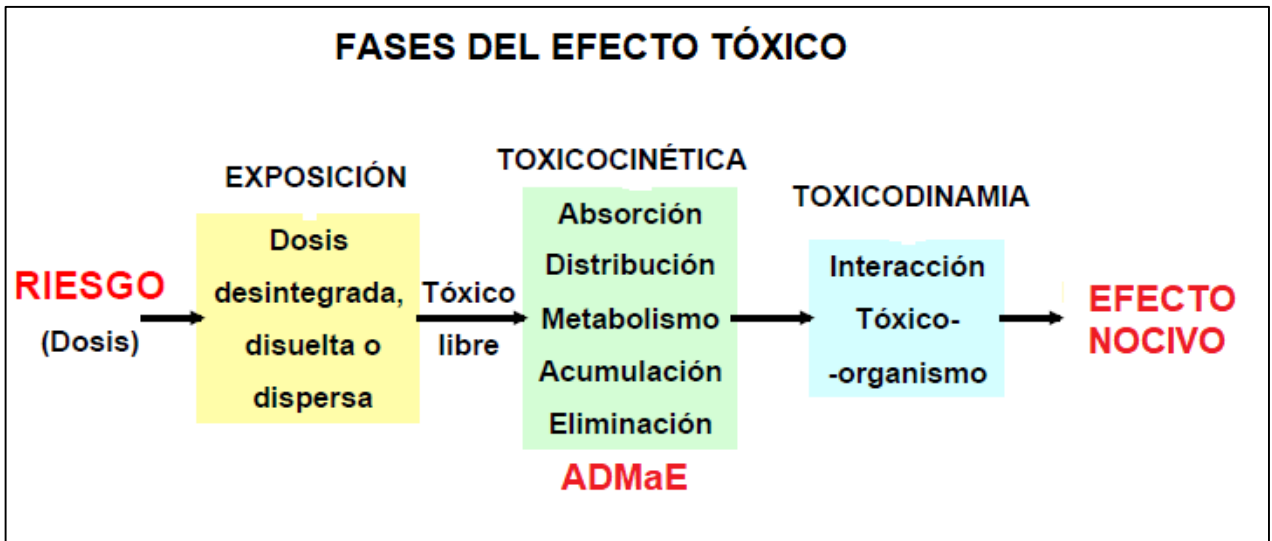 FASES DEL EFECTO TÓXICO
RIESGO
(Dosis)
EXPOSICIÓN
Dosis
desintegrada,
disuelta o
dispersa
Tóxico
libre
TOXICOCINÉTICA
Absorción
Distribución
Metabolismo
Acumulación
Eliminación
ADMaE
TOXICODINAMIA
Interacción
Tóxico-
-organismo
EFECTO
NOCIVO